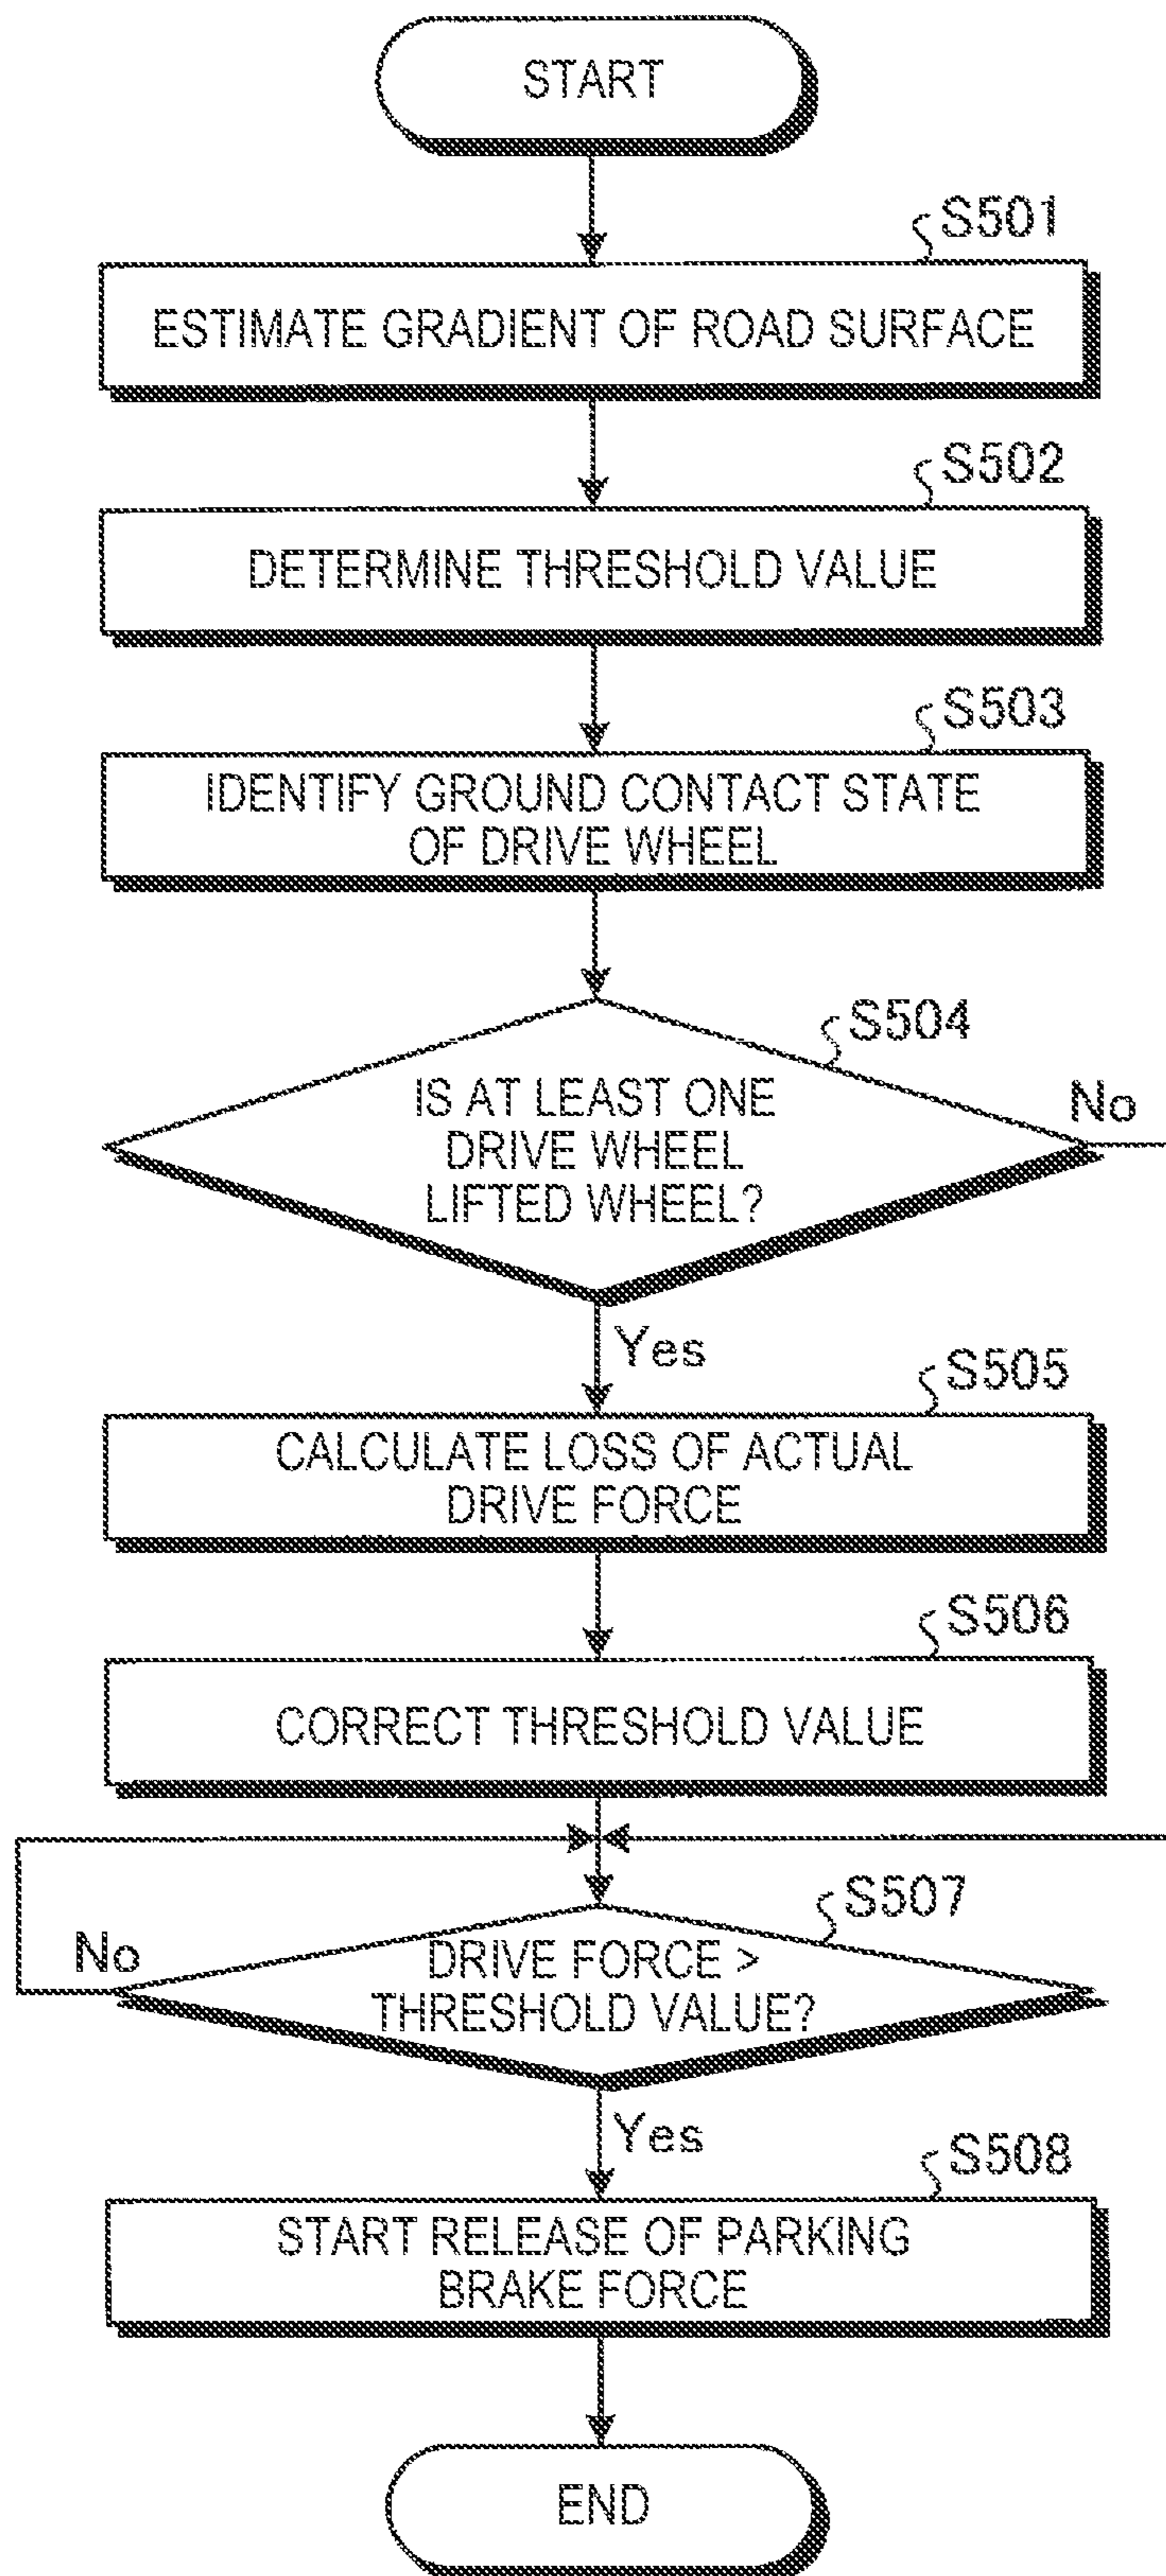 START
S501
ESTIMATE GRADIENT OF ROAD SURFACE
S502
DETERMINE THRESHOLD VALUE
S503
IDENTIFY GROUND CONTACT STATE
OF DRIVE WHEEL
S504
IS AT LEAST ONE
DRIVE WHEEL
LIFTED WHEEL?
No
Yes
S505
CALCULATE LOSS OF ACTUAL
DRIVE FORCE
S506
CORRECT THRESHOLD VALUE
S507
DRIVE FORCE >
THRESHOLD VALUE?
No
Yes
S508
START RELEASE OF PARKING
BRAKE FORCE
END